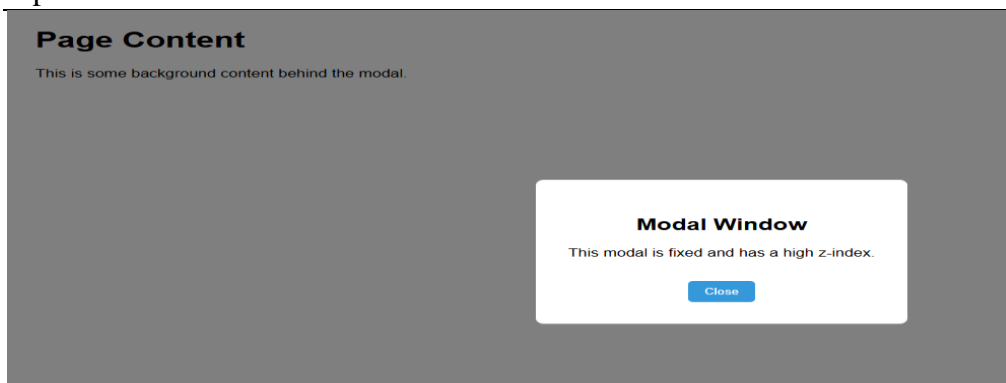 Page Content
This is some background content behind the modal.
Modal Window
This modal is fixed and has a high z-index.
Close